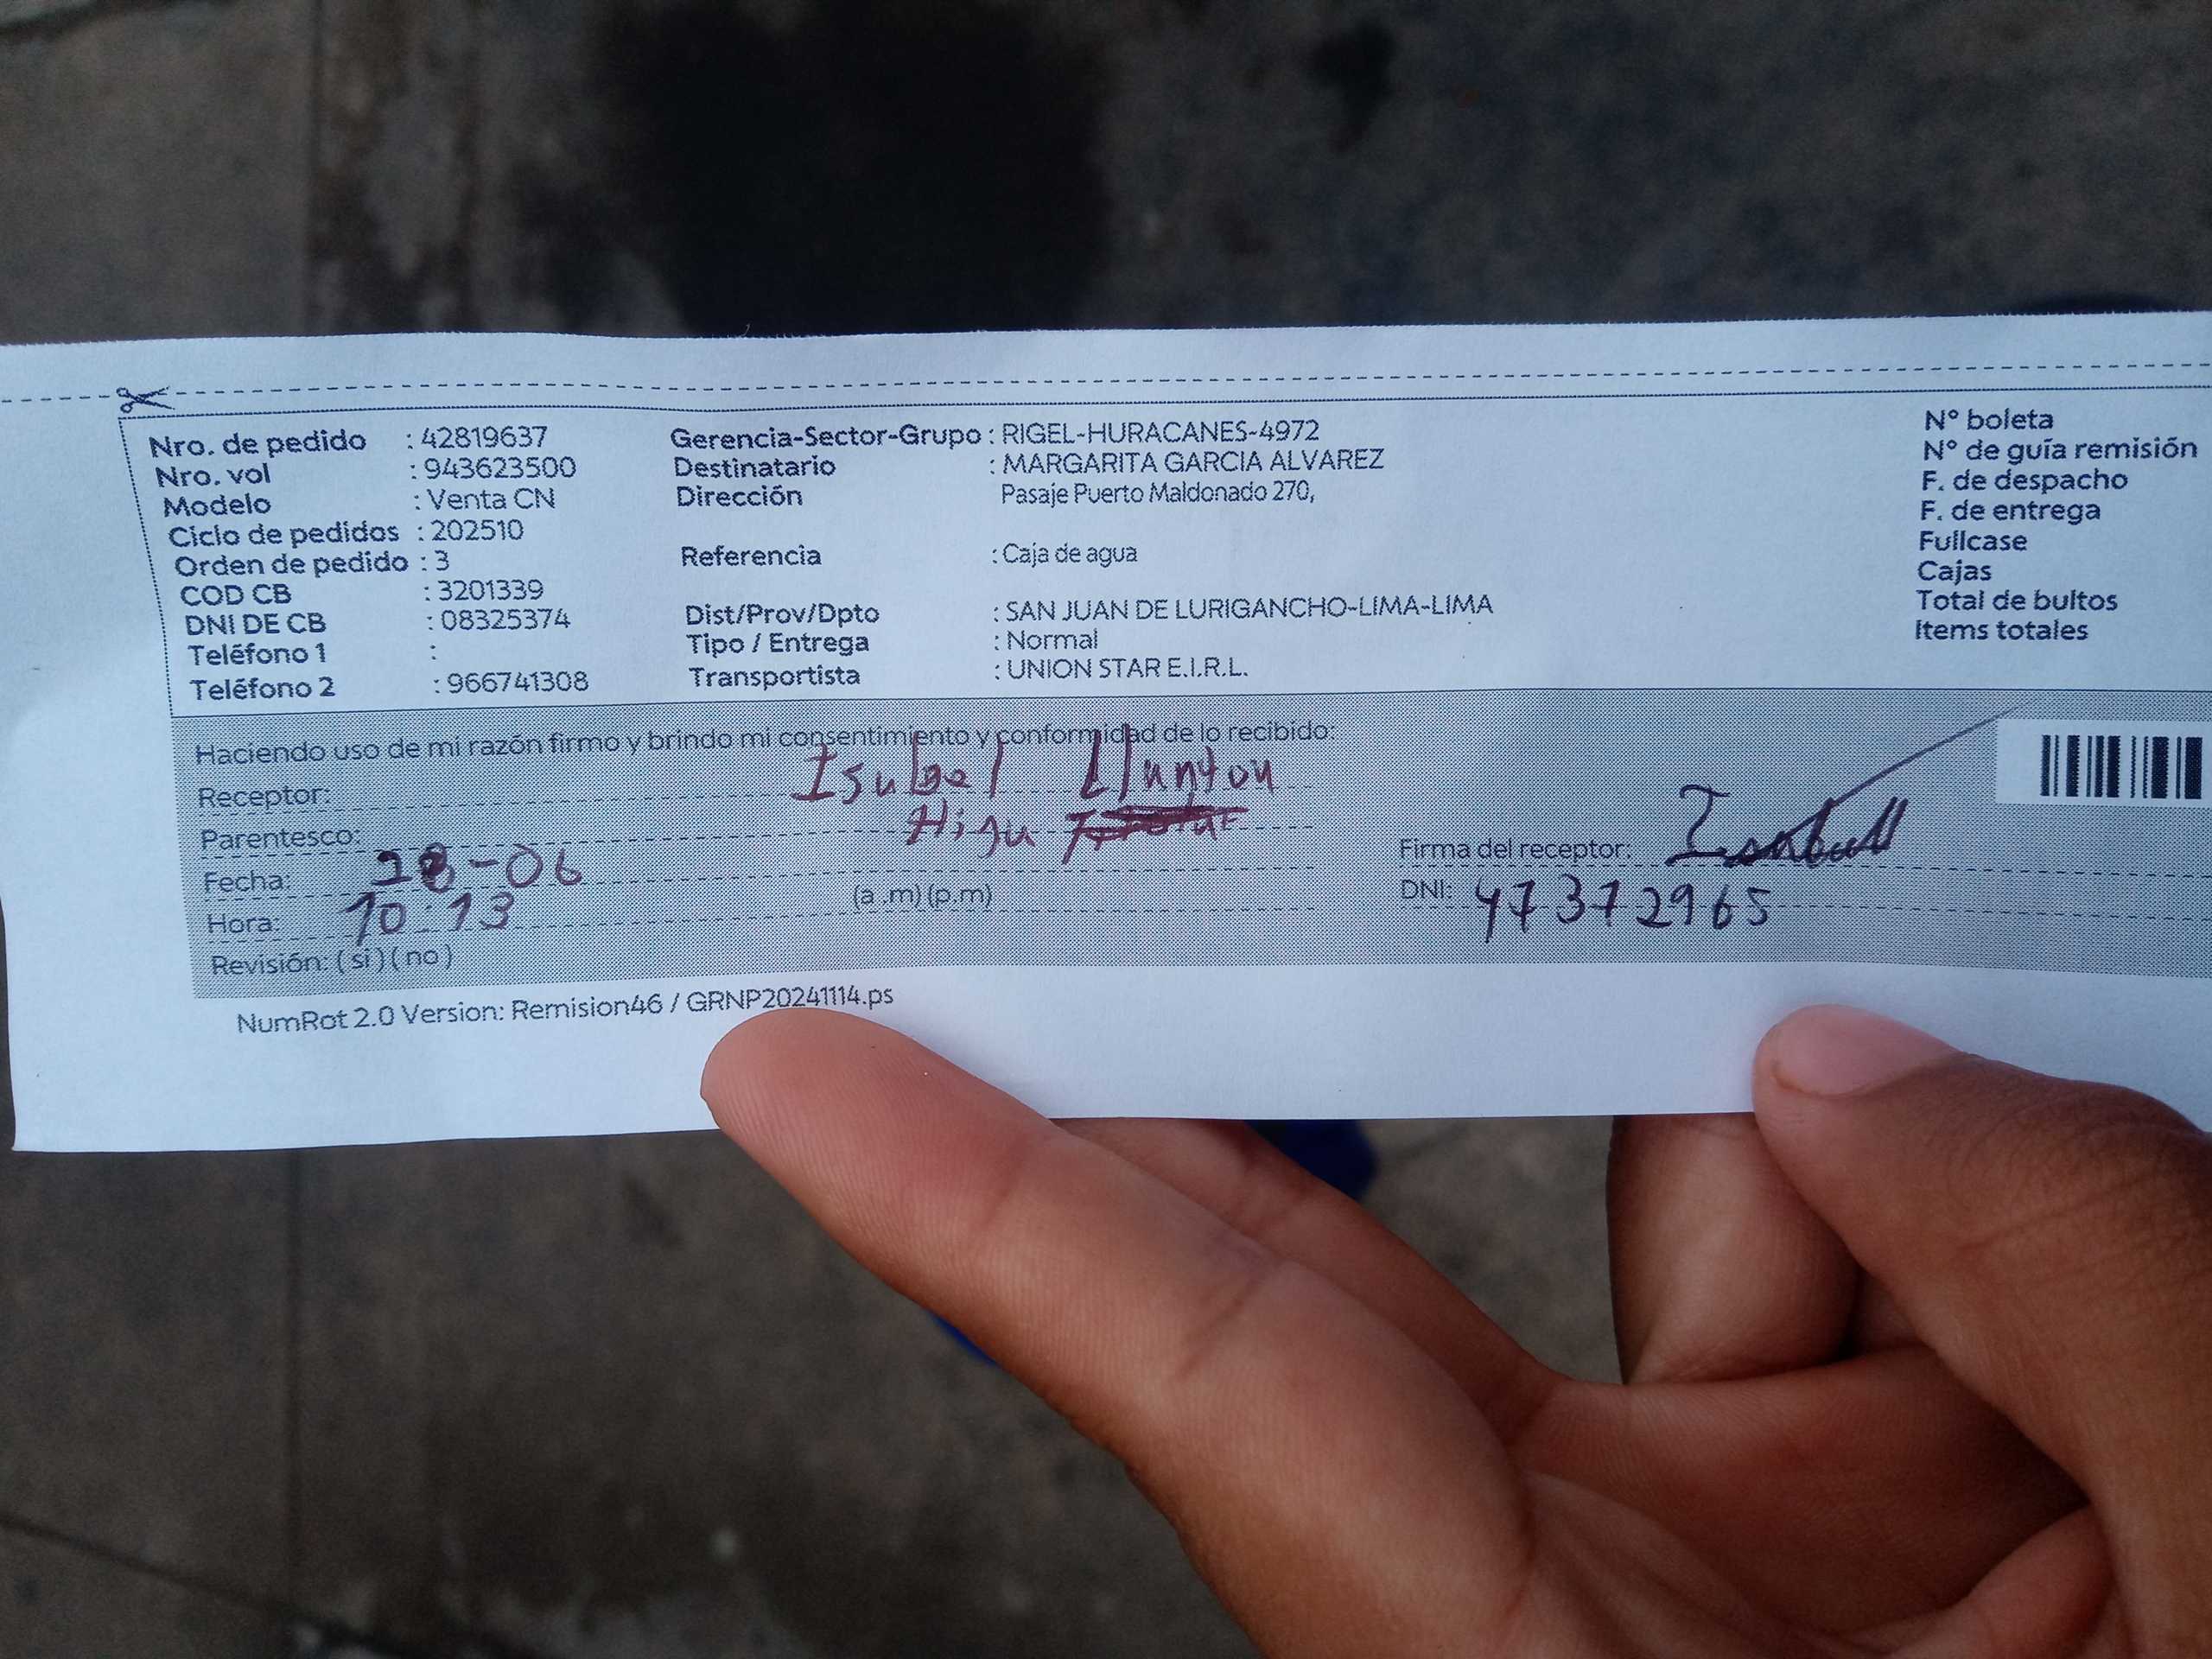 Nro. de pedido : 42819637 Gerencia-Sector-Grupo : RIGEL-HURACANES-4972 N° boleta
Nro. vol : 943623500 Destinatario : MARGARITA GARCIA ALVAREZ N° de guía remisión
Modelo : Venta CN Dirección Pasaje Puerto Maldonado 270, F. de despacho
Ciclo de pedidos : 202510 F. de entrega
Orden de pedido : 3 Referencia : Caja de agua Fullcase
COD CB : 3201339 Cajas
DNI DE CB : 08325374 Dist/Prov/Dpto : SAN JUAN DE LURIGANCHO-LIMA-LIMA Total de bultos
Teléfono 1 : Tipo / Entrega : Normal Items totales
Teléfono 2 : 966741308 Transportista : UNION STAR E.I.R.L.
Haciendo uso de mi razón firmo y brindo mi consentimiento y conformidad de lo recibido:
Receptor: Isabel Lluntou
Parentesco: Hija
Firma del receptor: Isabel
Fecha: 28-06
Hora: 10:13 (a.m) (p.m) DNI: 47372965
Revisión: ( si ) ( no )
NumRot 2.0 Version: Remision46 / GRNP20241114.ps